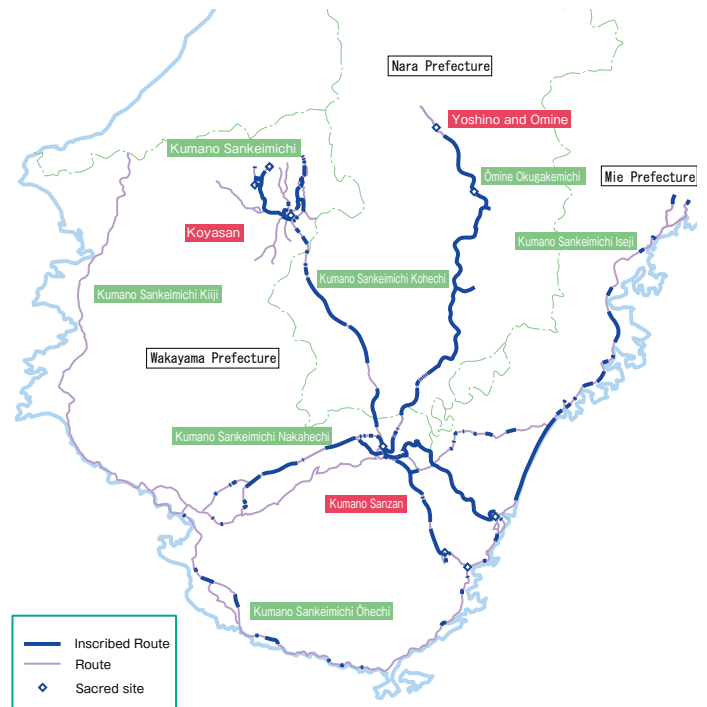 Nara Prefecture
Yoshino and Omine
Kumano Sankeimichi
Ōmine Okugakemichi
Mie Prefecture
Koyasan
Kumano Sankeimichi Iseji
Kumano Sankeimichi Kohechi
Kumano Sankeimichi Kiiji
Wakayama Prefecture
Kumano Sankeimichi Nakahechi
Kumano Sanzan
Kumano Sankeimichi Ōhechi
Inscribed Route
Route
Sacred site